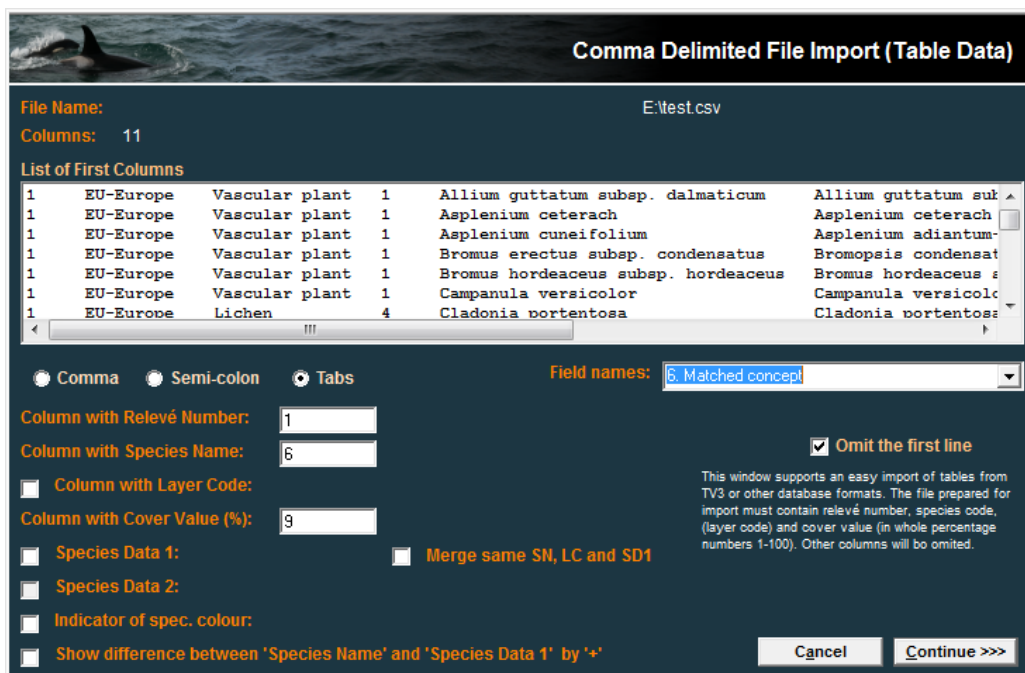 Comma Delimited File Import (Table Data)
File Name: E:\test.csv
Columns: 11
List of First Columns
1 EU-Europe Vascular plant 1 Allium guttatum subsp. dalmaticum Allium guttatum sub
1 EU-Europe Vascular plant 1 Asplenium ceterach Asplenium ceterach
1 EU-Europe Vascular plant 1 Asplenium cuneifolium Asplenium adiantum-
1 EU-Europe Vascular plant 1 Bromus erectus subsp. condensatus Bromopsis condensat
1 EU-Europe Vascular plant 1 Bromus hordeaceus subsp. hordeaceus Bromus hordeaceus s
1 EU-Europe Vascular plant 1 Campanula versicolor Campanula versicolo
1 EU-Europe Lichen 4 Cladonia portentosa Cladonia portentosa
Comma Semi-colon Tabs Field names: 6. Matched concept
Column with Relevé Number: 1
Column with Species Name: 6
Omit the first line
Column with Layer Code:
Column with Cover Value (%): 9
This window supports an easy import of tables from
TV3 or other database formats. The file prepared for
import must contain relevé number, species code,
(layer code) and cover value (in whole percentage
numbers 1-100). Other columns will be omitted.
Species Data 1: Merge same SN, LC and SD1
Species Data 2:
Indicator of spec. colour:
Show difference between 'Species Name' and 'Species Data 1' by '+'
Cancel Continue >>>